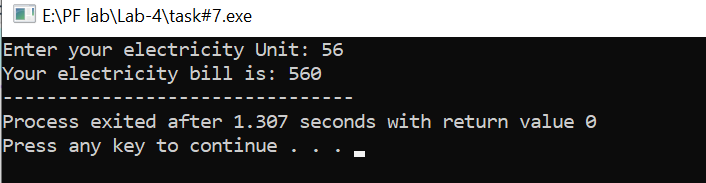 E:\PF lab\Lab-4\task#7.exe
Enter your electricity Unit: 56
Your electricity bill is: 560
--------------------------------
Process exited after 1.307 seconds with return value 0
Press any key to continue . . .